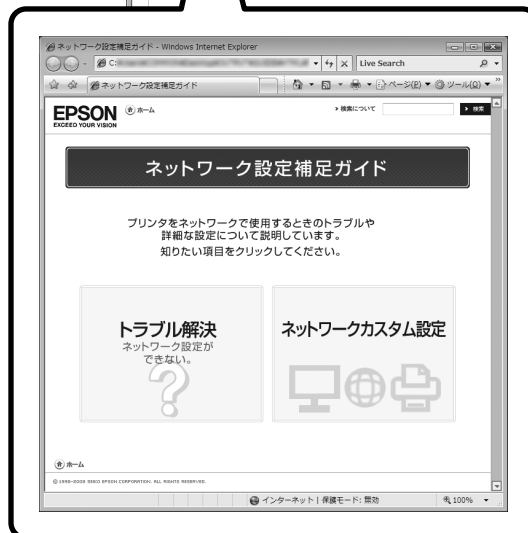 ネットワーク設定補足ガイド - Windows Internet Explorer
C:
Live Search
ネットワーク設定補足ガイド
ページ(P) ツール(O) »
EPSON
EXCEED YOUR VISION
ホーム
> 検索について
> 検索
ネットワーク設定補足ガイド
プリンタをネットワークで使用するときのトラブルや
詳細な設定について説明しています。
知りたい項目をクリックしてください。
トラブル解決
ネットワーク設定が
できない。
?
ネットワークカスタム設定
ホーム
© 1998-2008 SEIKO EPSON CORPORATION. ALL RIGHTS RESERVED.
インターネット | 保護モード: 無効
100%